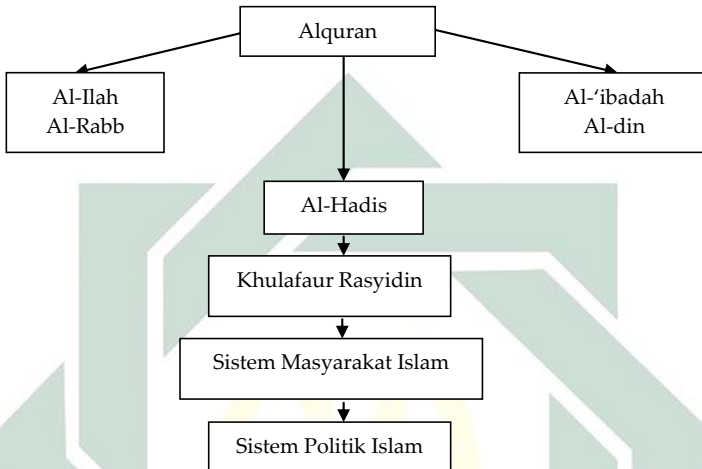 Alquran
Al-Ilah
Al-Rabb
Al-‘ibadah
Al-din
Al-Hadis
Khulafaur Rasyidin
Sistem Masyarakat Islam
Sistem Politik Islam